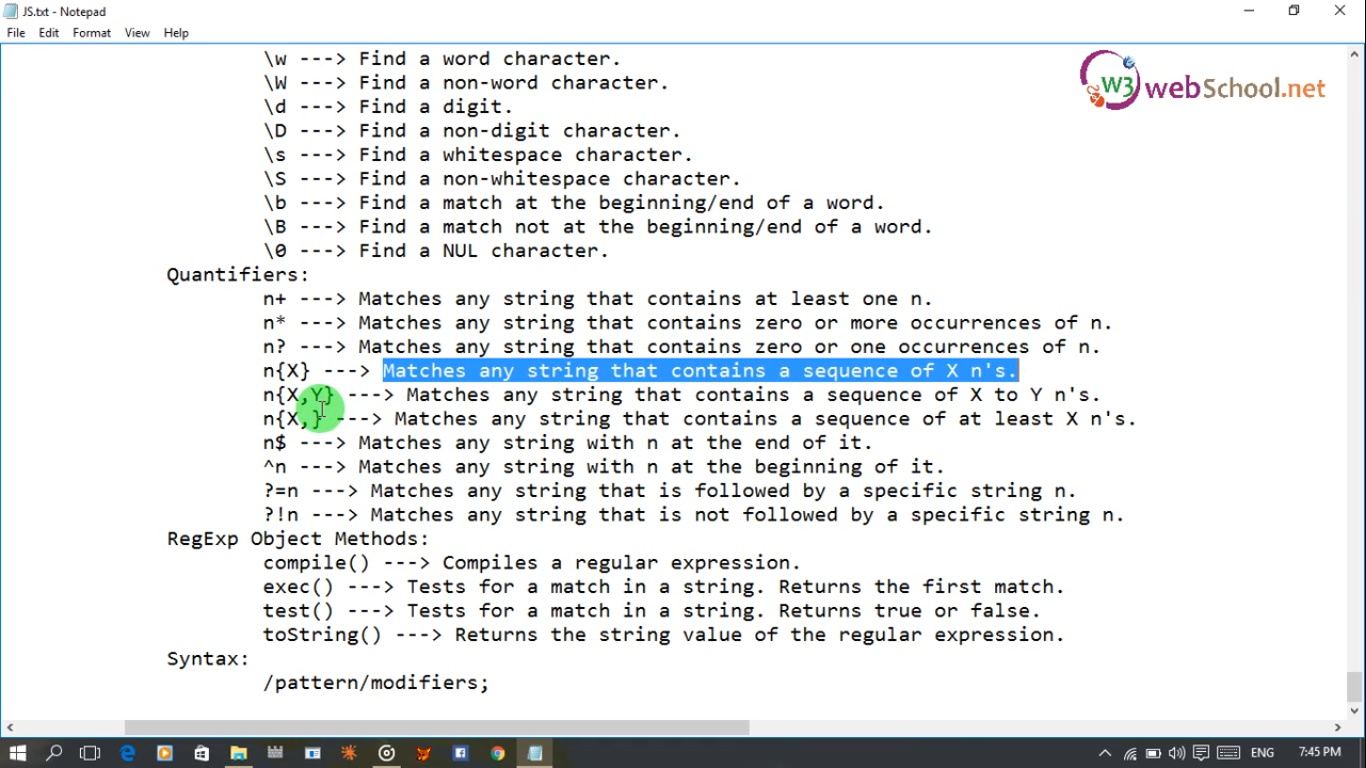 JS.txt - Notepad
File Edit Format View Help
W3 webSchool.net
\w ---> Find a word character.
\W ---> Find a non-word character.
\d ---> Find a digit.
\D ---> Find a non-digit character.
\s ---> Find a whitespace character.
\S ---> Find a non-whitespace character.
\b ---> Find a match at the beginning/end of a word.
\B ---> Find a match not at the beginning/end of a word.
\0 ---> Find a NUL character.
Quantifiers:
n+ ---> Matches any string that contains at least one n.
n* ---> Matches any string that contains zero or more occurrences of n.
n? ---> Matches any string that contains zero or one occurrences of n.
n{X} ---> Matches any string that contains a sequence of X n's.
n{X,Y} ---> Matches any string that contains a sequence of X to Y n's.
n{X,} ---> Matches any string that contains a sequence of at least X n's.
n$ ---> Matches any string with n at the end of it.
^n ---> Matches any string with n at the beginning of it.
?=n ---> Matches any string that is followed by a specific string n.
?!n ---> Matches any string that is not followed by a specific string n.
RegExp Object Methods:
compile() ---> Compiles a regular expression.
exec() ---> Tests for a match in a string. Returns the first match.
test() ---> Tests for a match in a string. Returns true or false.
toString() ---> Returns the string value of the regular expression.
Syntax:
/pattern/modifiers;
ENG 7:45 PM